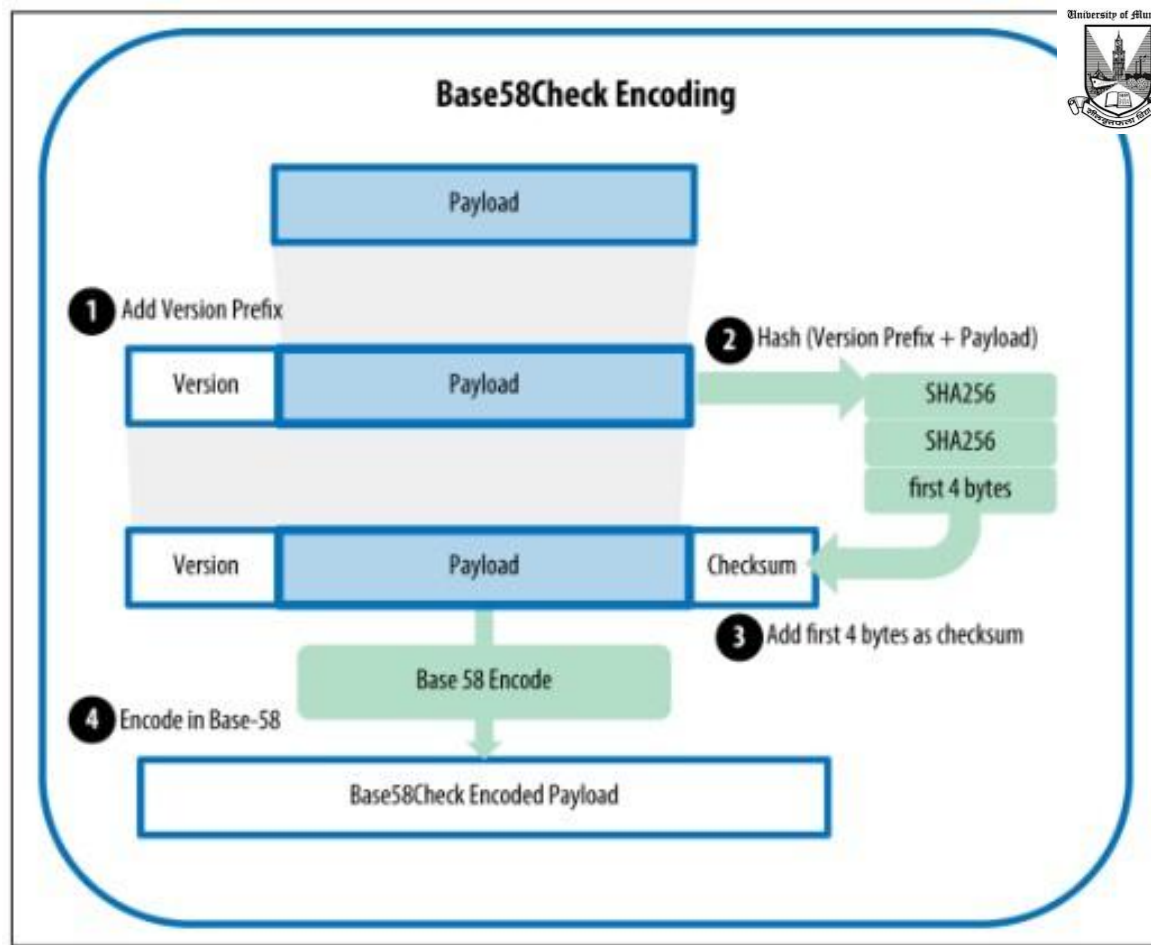 Base58Check Encoding
Payload
1 Add Version Prefix
2 Hash (Version Prefix + Payload)
Version Payload
SHA256
SHA256
first 4 bytes
Version Payload Checksum
3 Add first 4 bytes as checksum
Base 58 Encode
4 Encode in Base-58
Base58Check Encoded Payload
University of